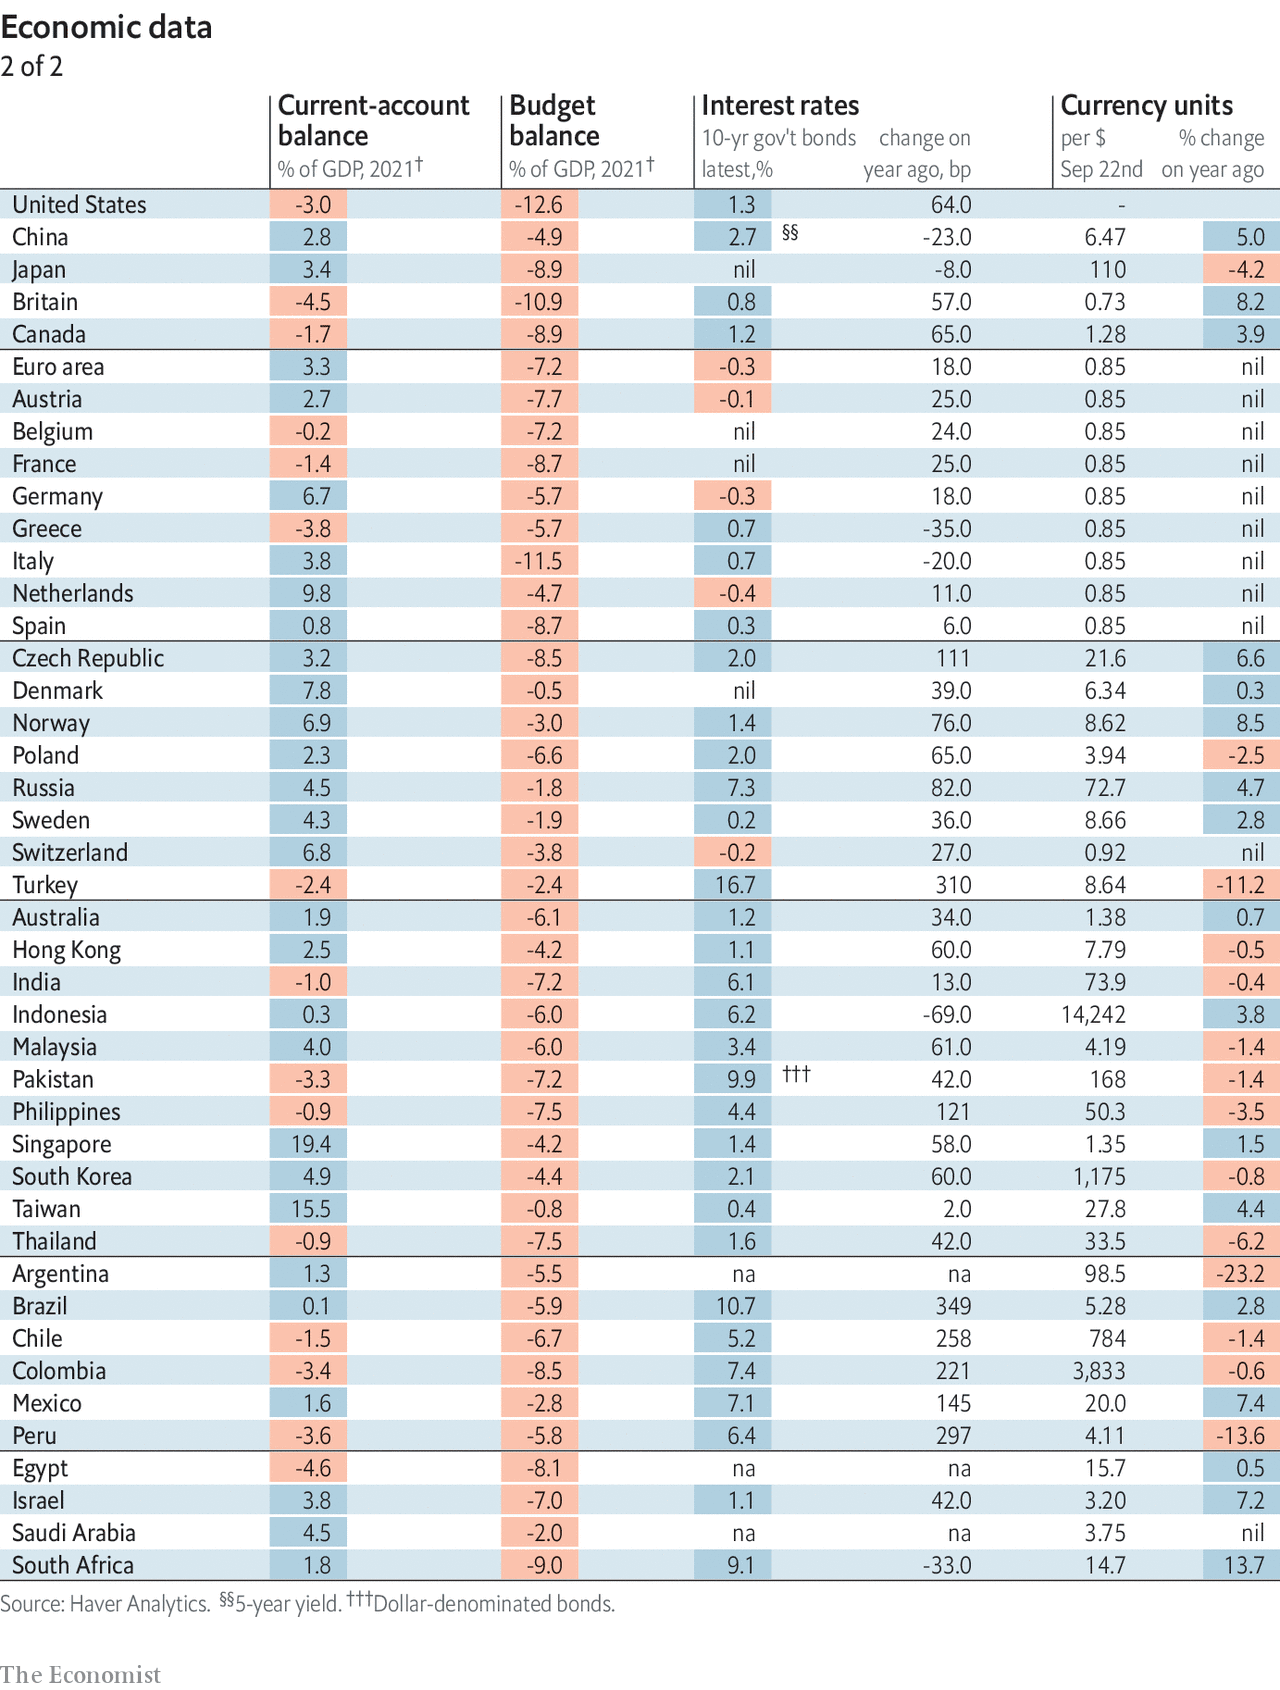 Economic data
2 of 2
Current-account balance % of GDP, 2021† Budget balance % of GDP, 2021† Interest rates 10-yr gov't bonds latest,% change on year ago, bp Currency units per $ Sep 22nd % change on year ago
United States -3.0 -12.6 1.3 64.0 -
China 2.8 -4.9 2.7 §§ -23.0 6.47 5.0
Japan 3.4 -8.9 nil -8.0 110 -4.2
Britain -4.5 -10.9 0.8 57.0 0.73 8.2
Canada -1.7 -8.9 1.2 65.0 1.28 3.9
Euro area 3.3 -7.2 -0.3 18.0 0.85 nil
Austria 2.7 -7.7 -0.1 25.0 0.85 nil
Belgium -0.2 -7.2 nil 24.0 0.85 nil
France -1.4 -8.7 nil 25.0 0.85 nil
Germany 6.7 -5.7 -0.3 18.0 0.85 nil
Greece -3.8 -5.7 0.7 -35.0 0.85 nil
Italy 3.8 -11.5 0.7 -20.0 0.85 nil
Netherlands 9.8 -4.7 -0.4 11.0 0.85 nil
Spain 0.8 -8.7 0.3 6.0 0.85 nil
Czech Republic 3.2 -8.5 2.0 111 21.6 6.6
Denmark 7.8 -0.5 nil 39.0 6.34 0.3
Norway 6.9 -3.0 1.4 76.0 8.62 8.5
Poland 2.3 -6.6 2.0 65.0 3.94 -2.5
Russia 4.5 -1.8 7.3 82.0 72.7 4.7
Sweden 4.3 -1.9 0.2 36.0 8.66 2.8
Switzerland 6.8 -3.8 -0.2 27.0 0.92 nil
Turkey -2.4 -2.4 16.7 310 8.64 -11.2
Australia 1.9 -6.1 1.2 34.0 1.38 0.7
Hong Kong 2.5 -4.2 1.1 60.0 7.79 -0.5
India -1.0 -7.2 6.1 13.0 73.9 -0.4
Indonesia 0.3 -6.0 6.2 -69.0 14,242 3.8
Malaysia 4.0 -6.0 3.4 61.0 4.19 -1.4
Pakistan -3.3 -7.2 9.9 ††† 42.0 168 -1.4
Philippines -0.9 -7.5 4.4 121 50.3 -3.5
Singapore 19.4 -4.2 1.4 58.0 1.35 1.5
South Korea 4.9 -4.4 2.1 60.0 1,175 -0.8
Taiwan 15.5 -0.8 0.4 2.0 27.8 4.4
Thailand -0.9 -7.5 1.6 42.0 33.5 -6.2
Argentina 1.3 -5.5 na na 98.5 -23.2
Brazil 0.1 -5.9 10.7 349 5.28 2.8
Chile -1.5 -6.7 5.2 258 784 -1.4
Colombia -3.4 -8.5 7.4 221 3,833 -0.6
Mexico 1.6 -2.8 7.1 145 20.0 7.4
Peru -3.6 -5.8 6.4 297 4.11 -13.6
Egypt -4.6 -8.1 na na 15.7 0.5
Israel 3.8 -7.0 1.1 42.0 3.20 7.2
Saudi Arabia 4.5 -2.0 na na 3.75 nil
South Africa 1.8 -9.0 9.1 -33.0 14.7 13.7
Source: Haver Analytics. §§5-year yield. †††Dollar-denominated bonds.
The Economist